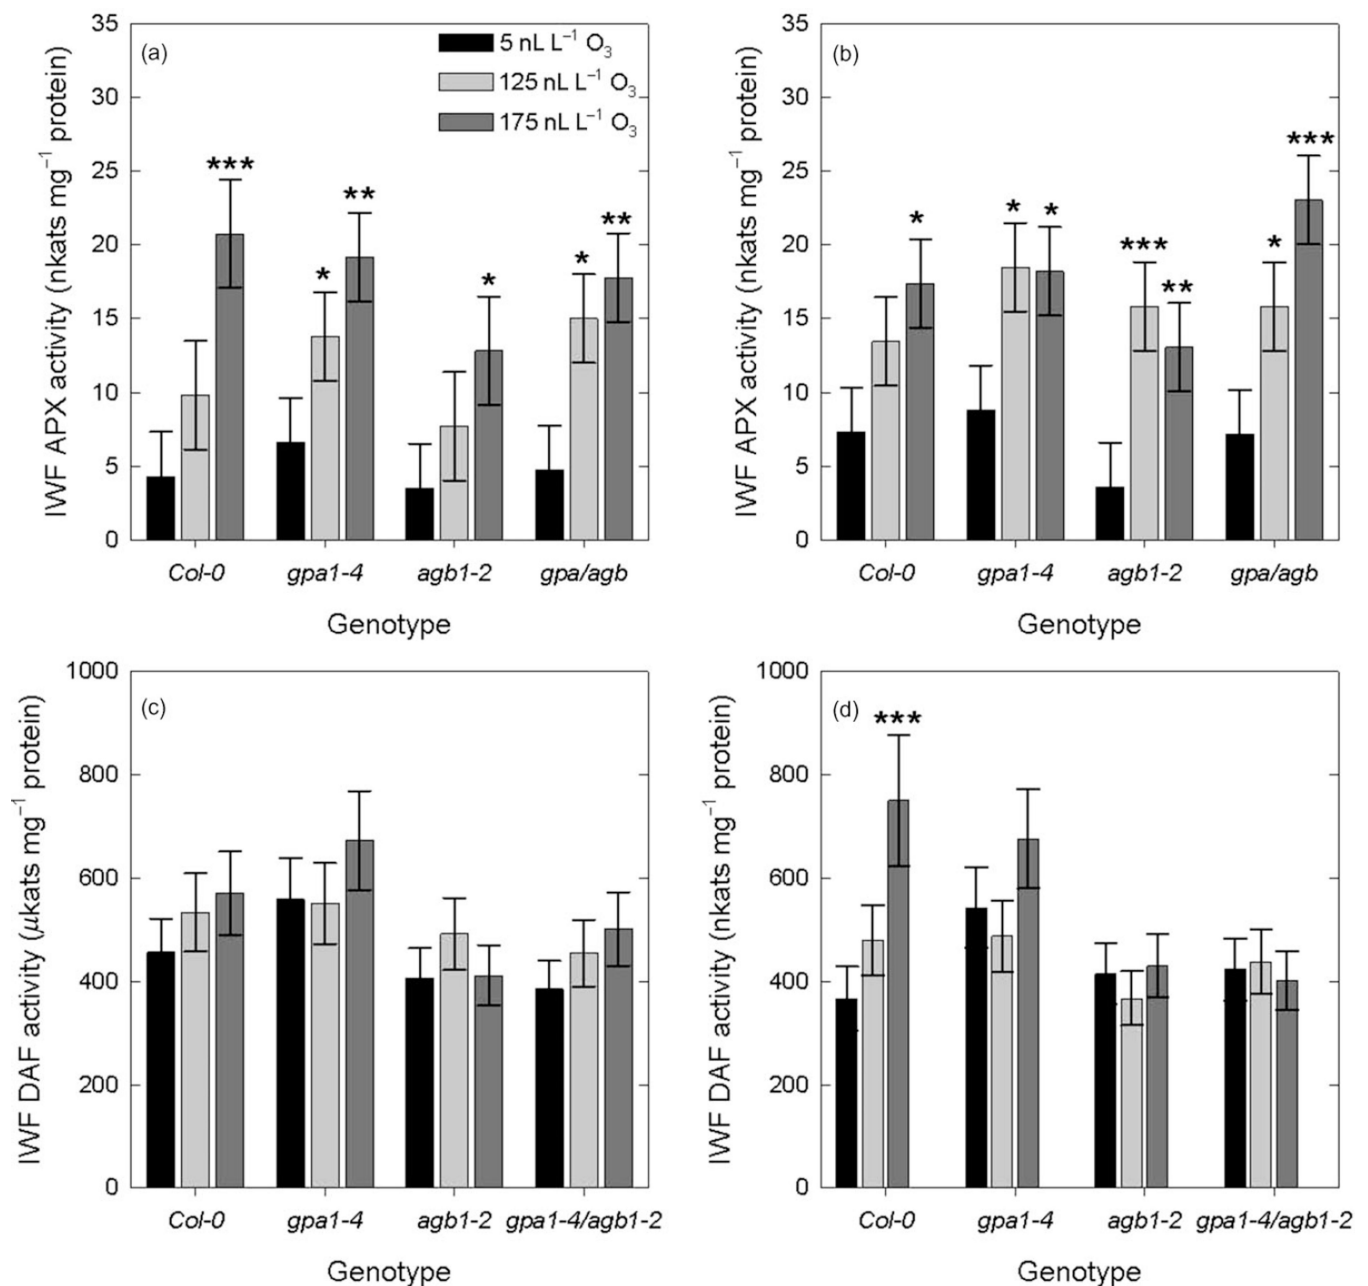 (a)
5 nL L⁻¹ O₃
125 nL L⁻¹ O₃
175 nL L⁻¹ O₃
IWF APX activity (nkats mg⁻¹ protein)
35
30
25
20
15
10
5
0
***
*
**
*
*
**
Col-0 gpa1-4 agb1-2 gpa/agb
Genotype
(b)
IWF APX activity (nkats mg⁻¹ protein)
35
30
25
20
15
10
5
0
*
*
*
***
**
*
***
Col-0 gpa1-4 agb1-2 gpa/agb
Genotype
(c)
IWF DAF activity (μkats mg⁻¹ protein)
1000
800
600
400
200
0
Col-0 gpa1-4 agb1-2 gpa1-4/agb1-2
Genotype
(d)
IWF DAF activity (nkats mg⁻¹ protein)
1000
800
600
400
200
0
***
Col-0 gpa1-4 agb1-2 gpa1-4/agb1-2
Genotype